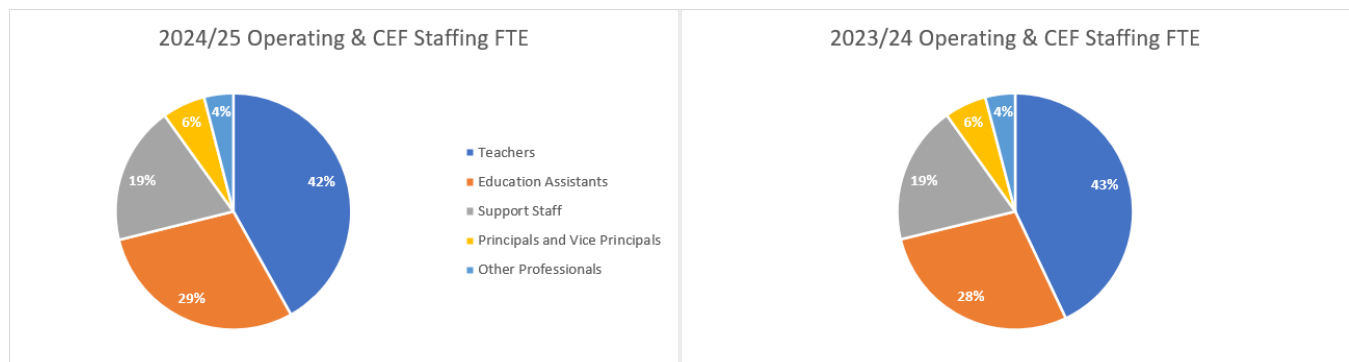 2024/25 Operating & CEF Staffing FTE
4%
6%
19%
42%
29%
Teachers
Education Assistants
Support Staff
Principals and Vice Principals
Other Professionals
2023/24 Operating & CEF Staffing FTE
4%
6%
19%
43%
28%